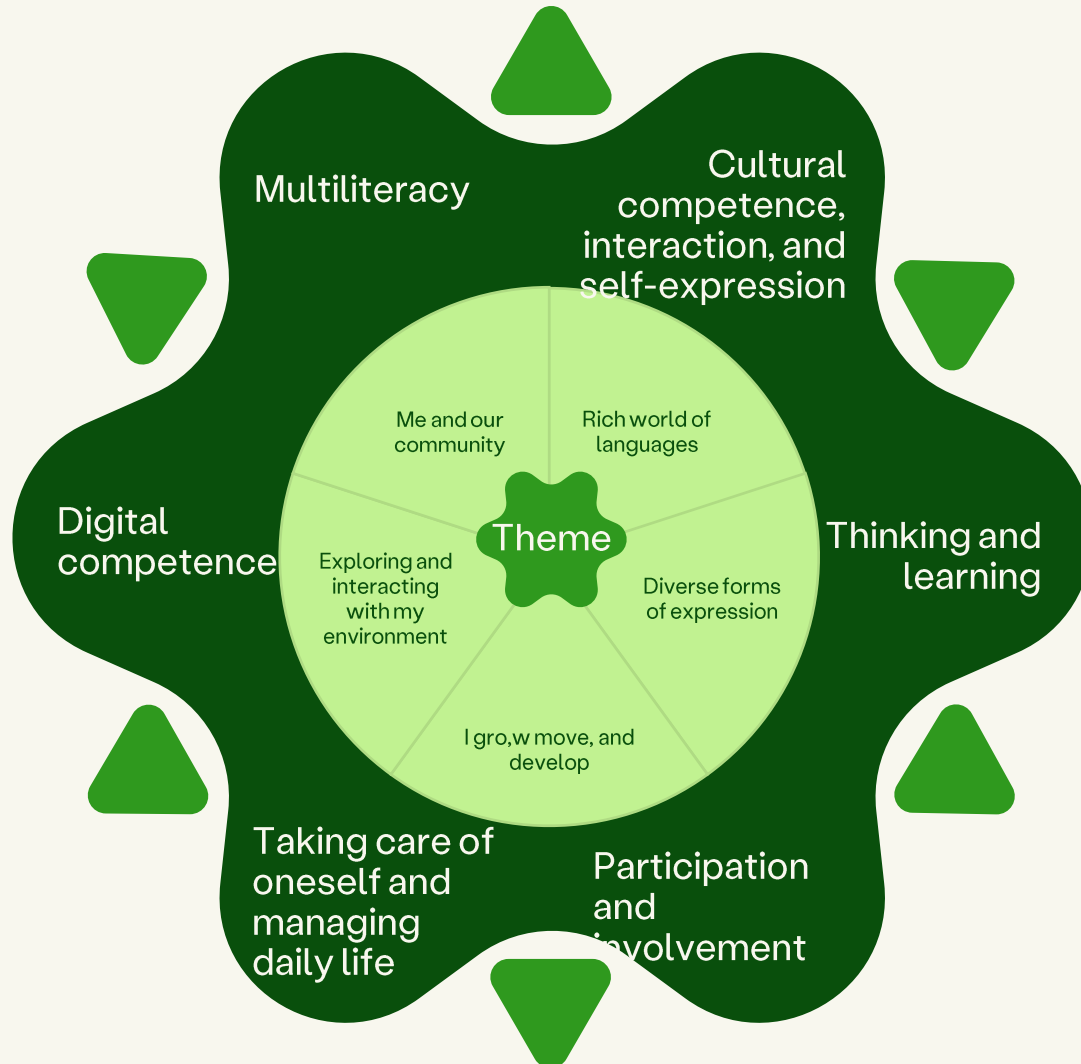 Multiliteracy
Cultural
competence,
interaction, and
self-expression
Me and our
community
Rich world of
languages
Digital
competence
Theme
Thinking and
learning
Exploring and
interacting
with my
environment
Diverse forms
of expression
I gro,w move, and
develop
Taking care of
oneself and
managing
daily life
Participation
and
involvement